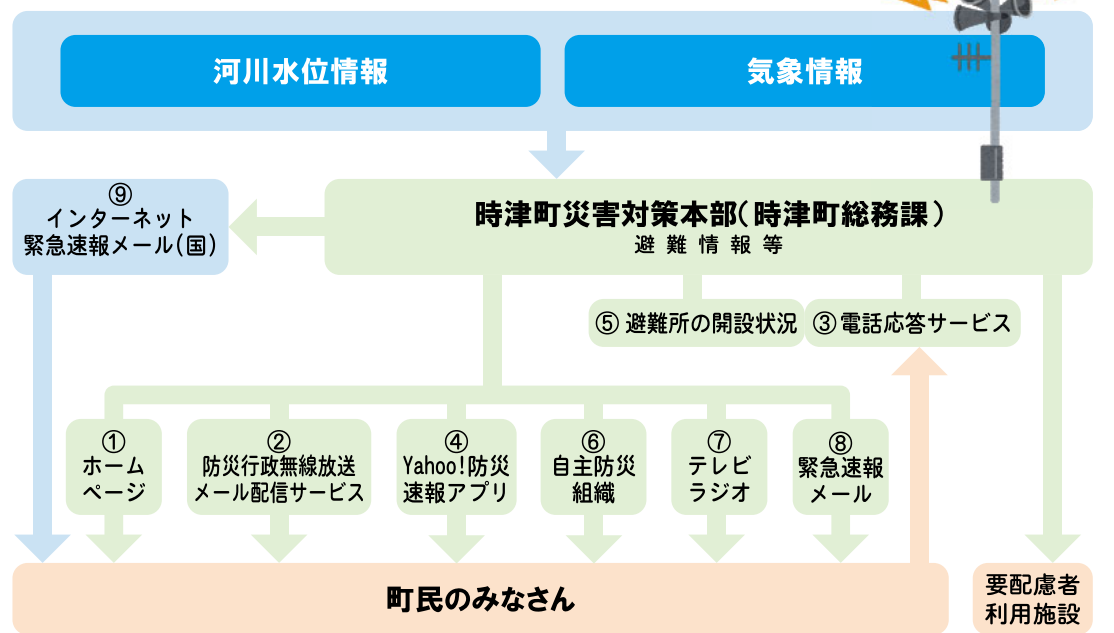 河川水位情報
気象情報
⑨
インターネット
緊急速報メール(国)
時津町災害対策本部(時津町総務課)
避難情報等
⑤避難所の開設状況
③電話応答サービス
①
ホーム
ページ
②
防災行政無線放送
メール配信サービス
④
Yahoo!防災
速報アプリ
⑥
自主防災
組織
⑦
テレビ
ラジオ
⑧
緊急速報
メール
町民のみなさん
要配慮者
利用施設